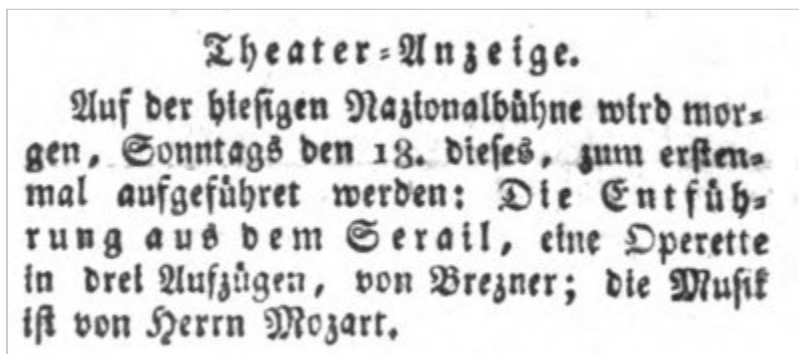 Theater-Anzeige.
Auf der hiesigen Nazionalbühne wird mor-
gen, Sonntags den 18. dieses, zum ersten-
mal aufgeführet werden: Die Entfüh-
rung aus dem Serail, eine Operette
in drei Aufzügen, von Brezner; die Musik
ist von Herrn Mozart.